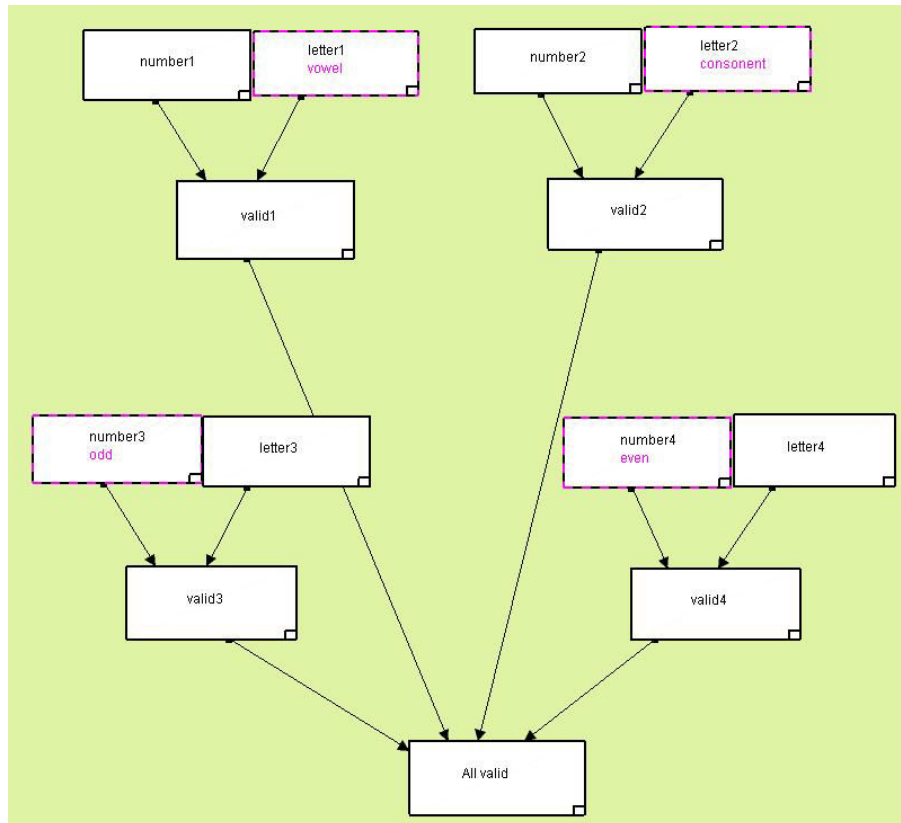 number1
letter1
vowel
number2
letter2
consonent
valid1
valid2
number3
odd
letter3
number4
even
letter4
valid3
valid4
All valid